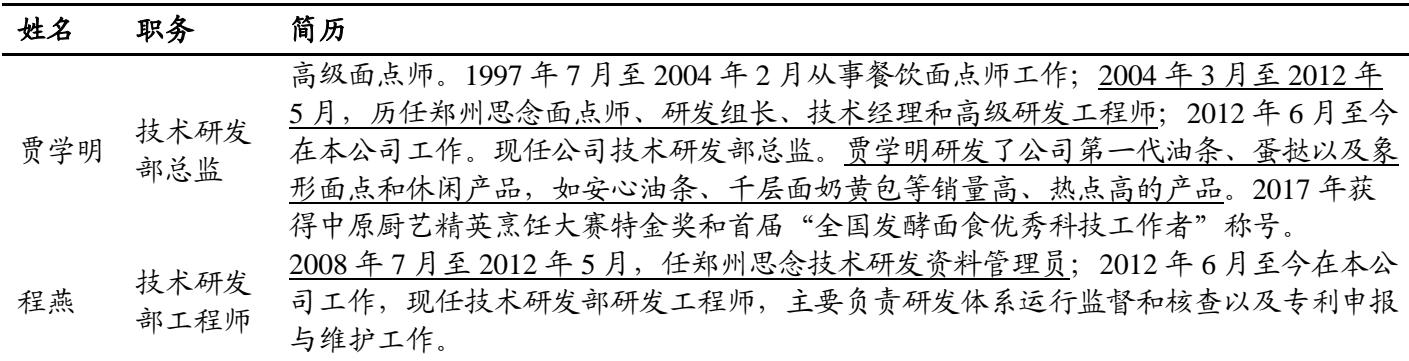 姓名 职务 简历
高级面点师。1997 年 7 月至 2004 年 2 月从事餐饮面点师工作；2004 年 3 月至 2012 年
5 月，历任郑州思念面点师、研发组长、技术经理和高级研发工程师；2012 年 6 月至今
贾学明 技术研发部总监 在本公司工作。现任公司技术研发部总监。贾学明研发了公司第一代油条、蛋挞以及象
形面点和休闲产品，如安心油条、千层面奶黄包等销量高、热点高的产品。2017 年获
得中原厨艺精英烹饪大赛特金奖和首届“全国发酵面食优秀科技工作者”称号。
2008 年 7 月至 2012 年 5 月，任郑州思念技术研发资料管理员；2012 年 6 月至今在本公
程燕 技术研发部工程师 司工作，现任技术研发部研发工程师，主要负责研发体系运行监督和核查以及专利申报
与维护工作。